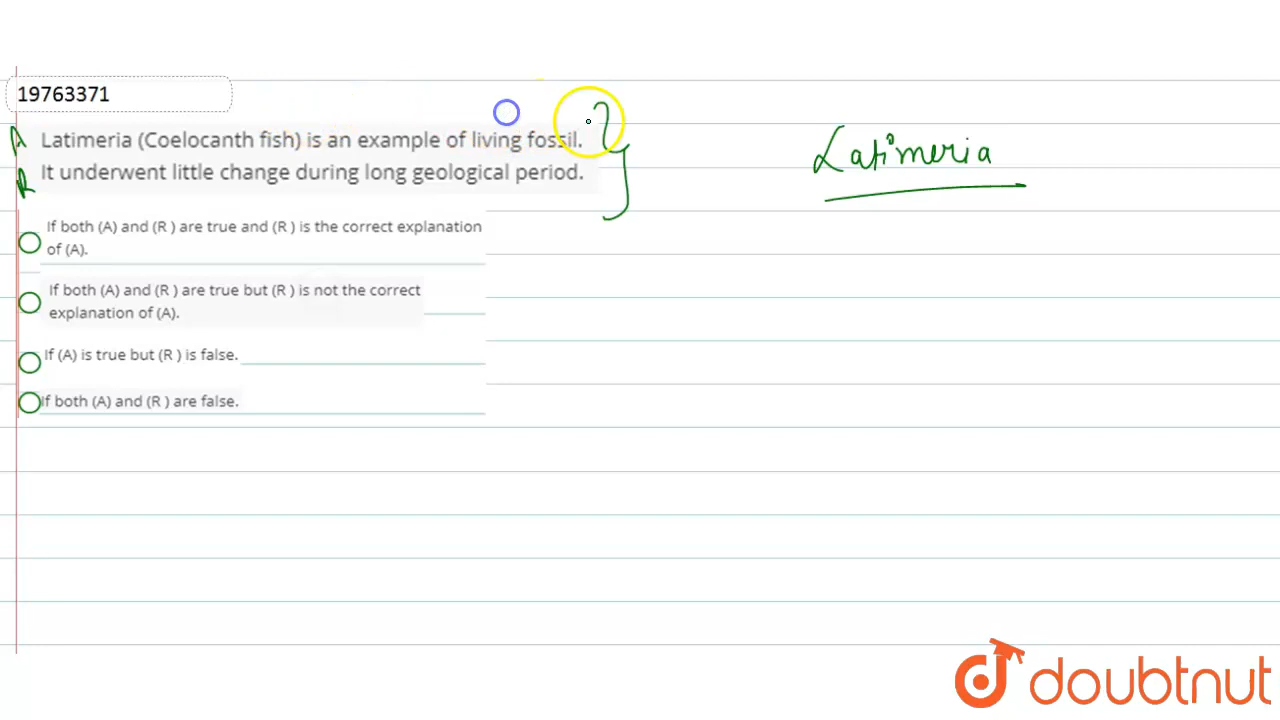 19763371
A Latimeria (Coelocanth fish) is an example of living fossil.
R It underwent little change during long geological period.
Latimeria
If both (A) and (R ) are true and (R ) is the correct explanation
of (A).
If both (A) and (R ) are true but (R ) is not the correct
explanation of (A).
If (A) is true but (R ) is false.
If both (A) and (R ) are false.
doubtnut